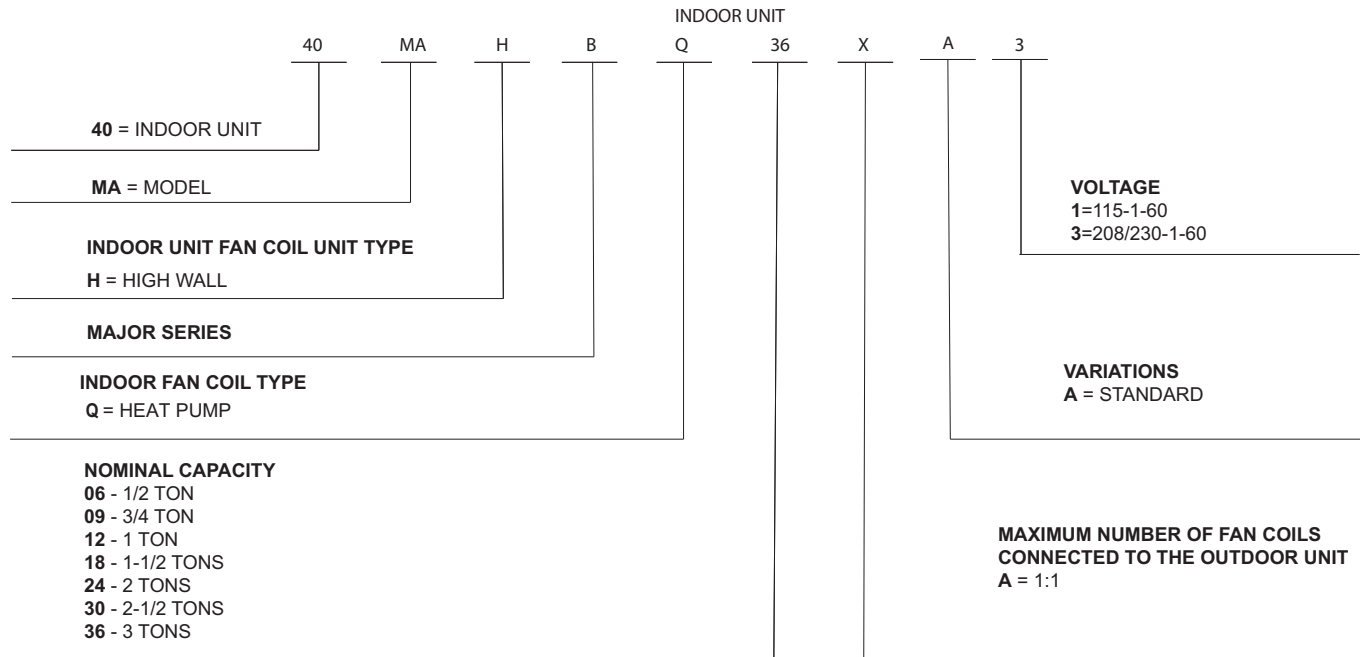 INDOOR UNIT
40 MA H B Q 36 X A 3
40 = INDOOR UNIT
MA = MODEL
INDOOR UNIT FAN COIL UNIT TYPE
H = HIGH WALL
MAJOR SERIES
INDOOR FAN COIL TYPE
Q = HEAT PUMP
NOMINAL CAPACITY
06 - 1/2 TON
09 - 3/4 TON
12 - 1 TON
18 - 1-1/2 TONS
24 - 2 TONS
30 - 2-1/2 TONS
36 - 3 TONS
VOLTAGE
1=115-1-60
3=208/230-1-60
VARIATIONS
A = STANDARD
MAXIMUM NUMBER OF FAN COILS
CONNECTED TO THE OUTDOOR UNIT
A = 1:1